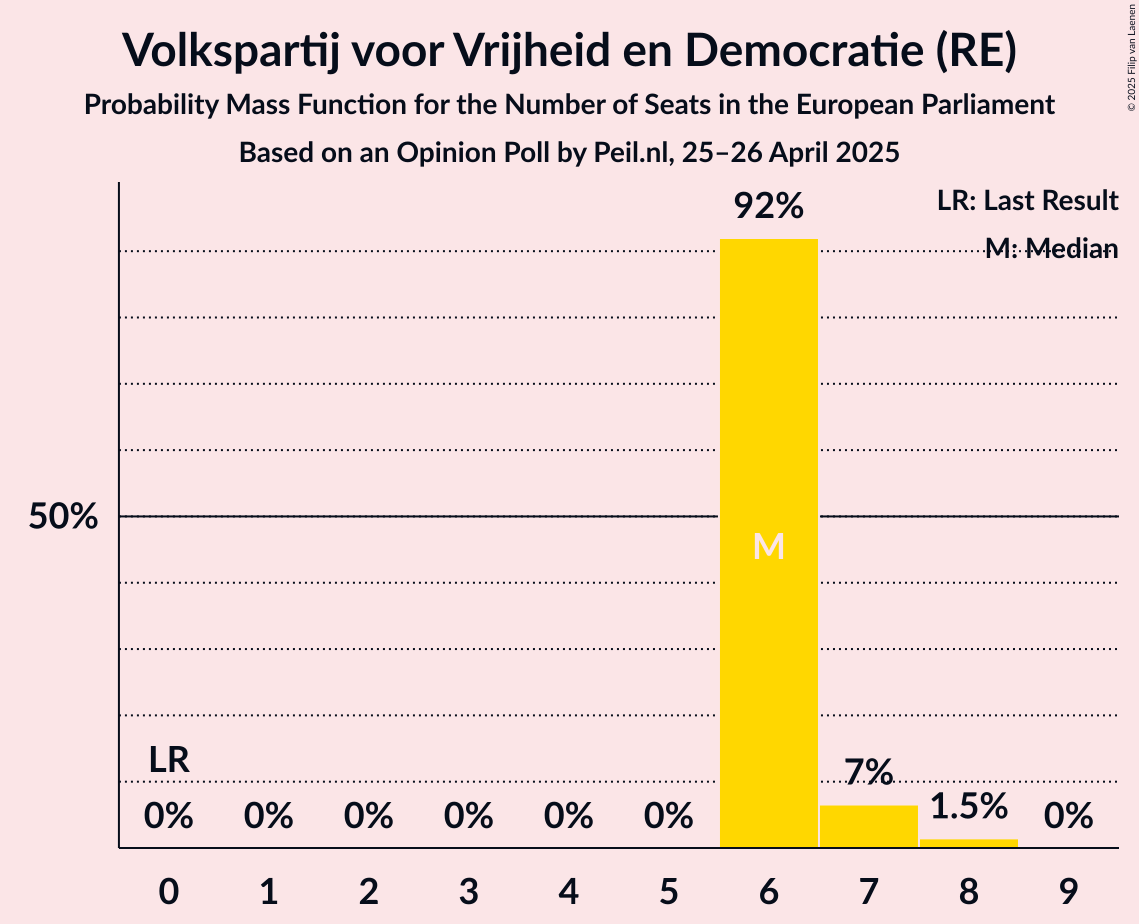 Volkspartij voor Vrijheid en Democratie (RE)
Probability Mass Function for the Number of Seats in the European Parliament
Based on an Opinion Poll by Peil.nl, 25–26 April 2025
© 2025 Filip van Laenen
LR: Last Result
M: Median
92%
50%
M
LR
0% 0% 0% 0% 0% 0% 7% 1.5% 0%
0 1 2 3 4 5 6 7 8 9